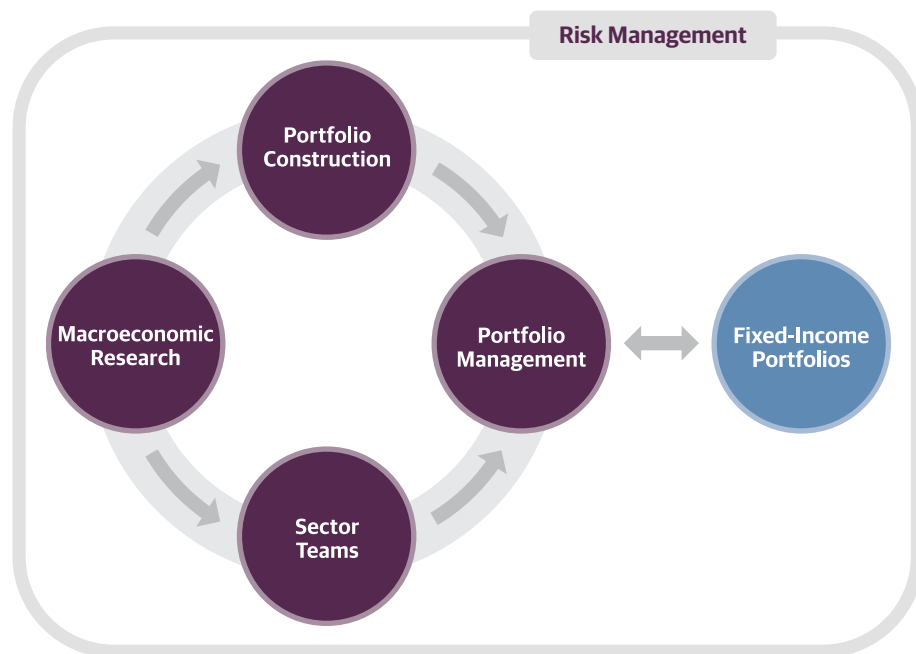 Risk Management
Portfolio
Construction
Macroeconomic
Research
Portfolio
Management
Fixed-Income
Portfolios
Sector
Teams